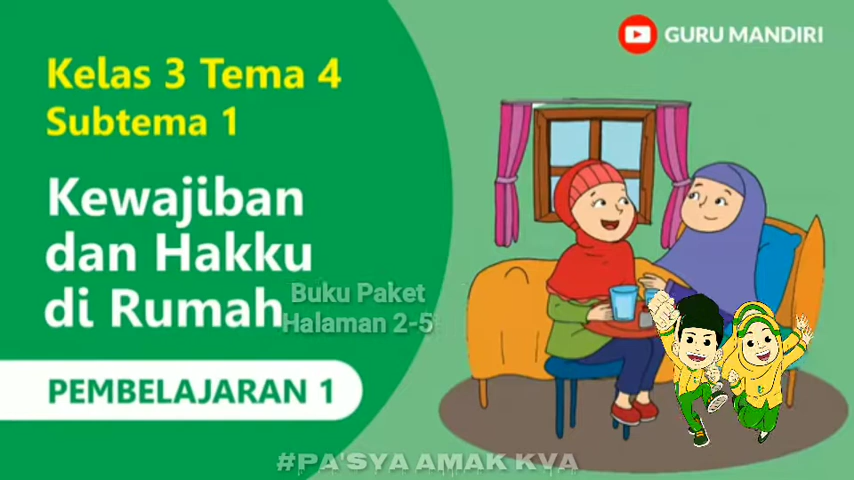 GURU MANDIRI
Kelas 3 Tema 4
Subtema 1
Kewajiban
dan Hakku
di Rumah
Buku Paket
Halaman 2-5
PEMBELAJARAN 1
#PA'SYA AMAK KVA